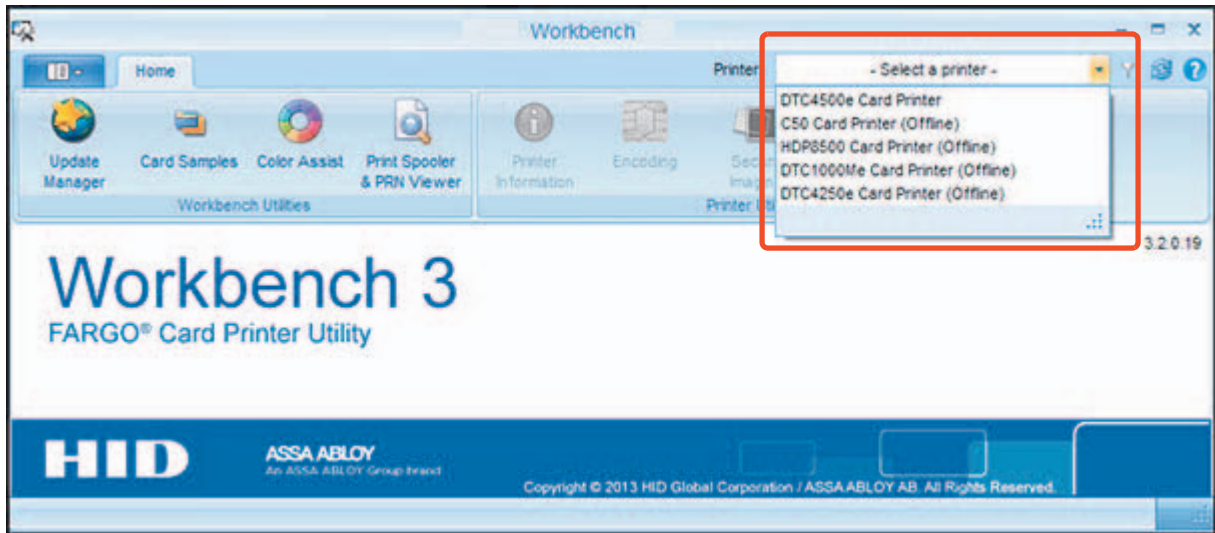 Workbench
Home
Printer
- Select a printer -
DTC4500e Card Printer
C50 Card Printer (Offline)
HDP8500 Card Printer (Offline)
DTC1000Me Card Printer (Offline)
DTC4250e Card Printer (Offline)
Update
Manager
Card Samples
Color Assist
Print Spooler
& PRN Viewer
Printer
Information
Encoding
Workbench Utilities
Printer
3.2.0.19
Workbench 3
FARGO® Card Printer Utility
HID
ASSA ABLOY
An ASSA ABLOY Group brand
Copyright © 2013 HID Global Corporation / ASSA ABLOY AB. All Rights Reserved.